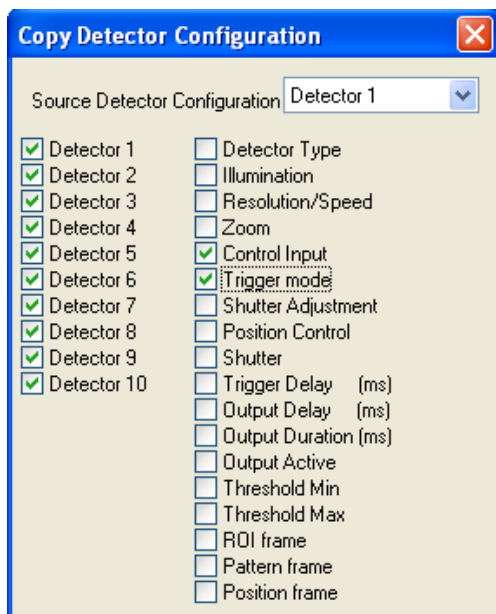 Copy Detector Configuration
Source Detector Configuration Detector 1
Detector 1
Detector 2
Detector 3
Detector 4
Detector 5
Detector 6
Detector 7
Detector 8
Detector 9
Detector 10
Detector Type
Illumination
Resolution/Speed
Zoom
Control Input
Trigger mode
Shutter Adjustment
Position Control
Shutter
Trigger Delay (ms)
Output Delay (ms)
Output Duration (ms)
Output Active
Threshold Min
Threshold Max
ROI frame
Pattern frame
Position frame